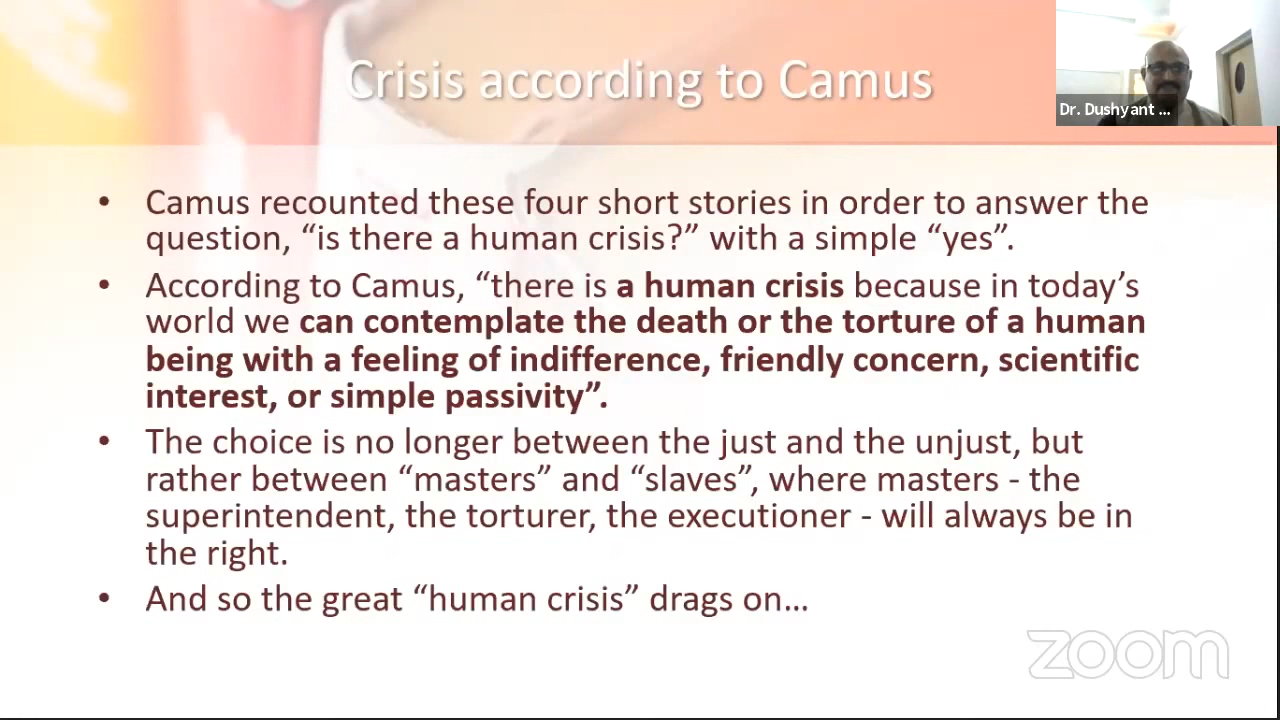 Crisis according to Camus
Dr. Dushyant ...
• Camus recounted these four short stories in order to answer the
question, “is there a human crisis?” with a simple “yes”.
• According to Camus, “there is a human crisis because in today’s
world we can contemplate the death or the torture of a human
being with a feeling of indifference, friendly concern, scientific
interest, or simple passivity”.
• The choice is no longer between the just and the unjust, but
rather between “masters” and “slaves”, where masters - the
superintendent, the torturer, the executioner - will always be in
the right.
• And so the great “human crisis” drags on…
zoom